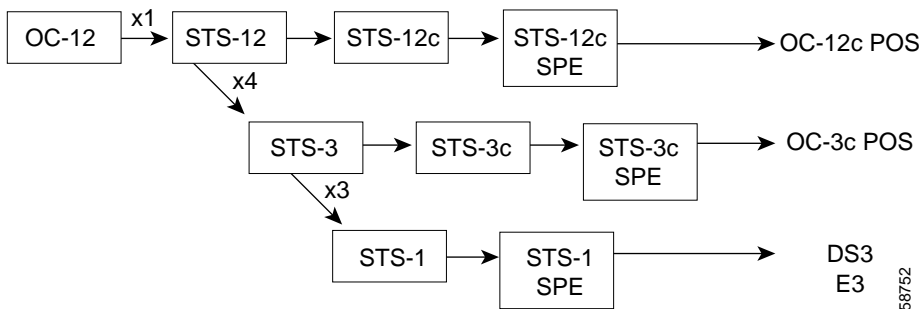 x1
OC-12
STS-12
STS-12c
STS-12c
SPE
OC-12c POS
x4
STS-3
STS-3c
STS-3c
SPE
OC-3c POS
x3
STS-1
STS-1
SPE
DS3
E3
58752